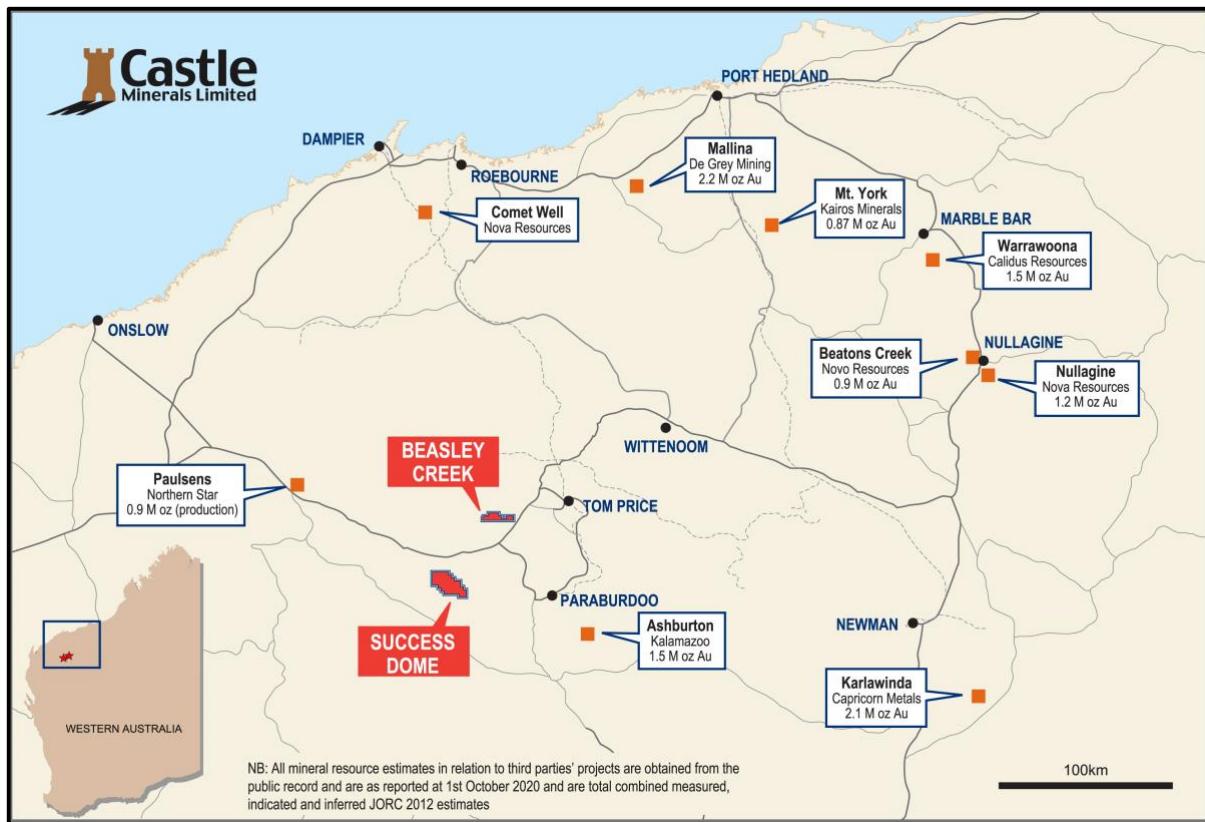 Castle
Minerals Limited
PORT HEDLAND
DAMPIER
ROEBOURNE
Mallina
De Grey Mining
2.2 M oz Au
Mt. York
Kairos Minerals
0.87 M oz Au
Comet Well
Nova Resources
MARBLE BAR
Warrawoona
Calidus Resources
1.5 M oz Au
ONSLOW
Beatons Creek
Novo Resources
0.9 M oz Au
NULLAGINE
Nullagine
Nova Resources
1.2 M oz Au
WITTENOOM
BEASLEY
CREEK
Paulsens
Northern Star
0.9 M oz (production)
TOM PRICE
PARABURDOO
SUCCESS
DOME
Ashburton
Kalamazoo
1.5 M oz Au
NEWMAN
Karlawinda
Capricorn Metals
2.1 M oz Au
WESTERN AUSTRALIA
NB: All mineral resource estimates in relation to third parties' projects are obtained from the
public record and are as reported at 1st October 2020 and are total combined measured,
indicated and inferred JORC 2012 estimates
100km